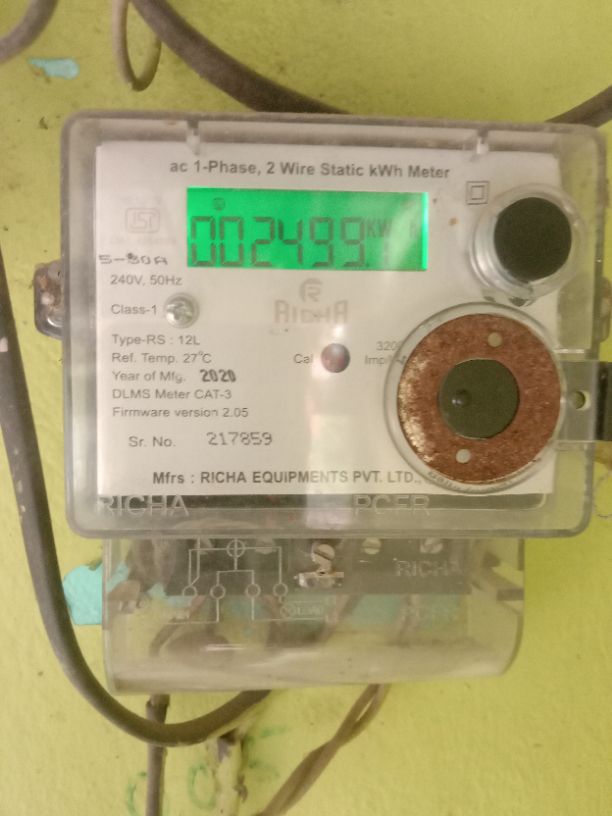 ac 1-Phase, 2 Wire Static kWh Meter
002499 KW
5-30A
240V, 50Hz
Class-1
RICHA
Type-RS : 12L
Ref. Temp. 27°C
Cal
3200
Year of Mfg. 2020
DLMS Meter CAT-3
Firmware version 2.05
Sr. No. 217859
Mfrs : RICHA EQUIPMENTS PVT. LTD.,
RICHA
RICHA